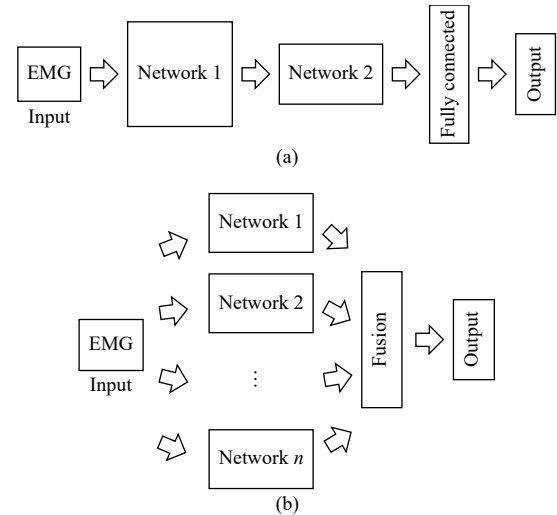 EMG
Input
Network 1
Network 2
Fully connected
Output
(a)
EMG
Input
Network 1
Network 2
⋮
Network n
Fusion
Output
(b)